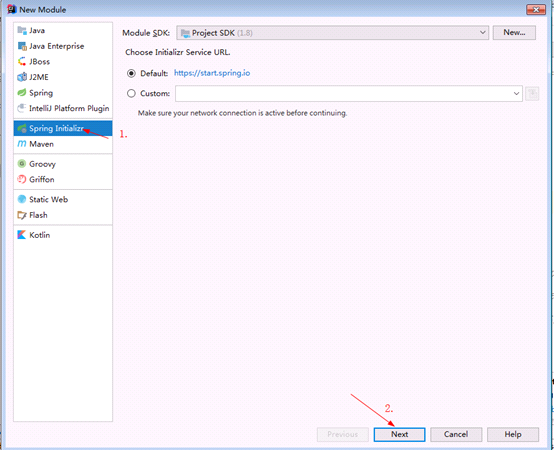 New Module
Java
Java Enterprise
JBoss
J2ME
Spring
IntelliJ Platform Plugin
Spring Initializr
Maven
Groovy
Griffon
Static Web
Flash
Kotlin
1.
Module SDK: Project SDK (1.8) New...
Choose Initializr Service URL.
Default: https://start.spring.io
Custom:
Make sure your network connection is active before continuing.
2.
Previous Next Cancel Help